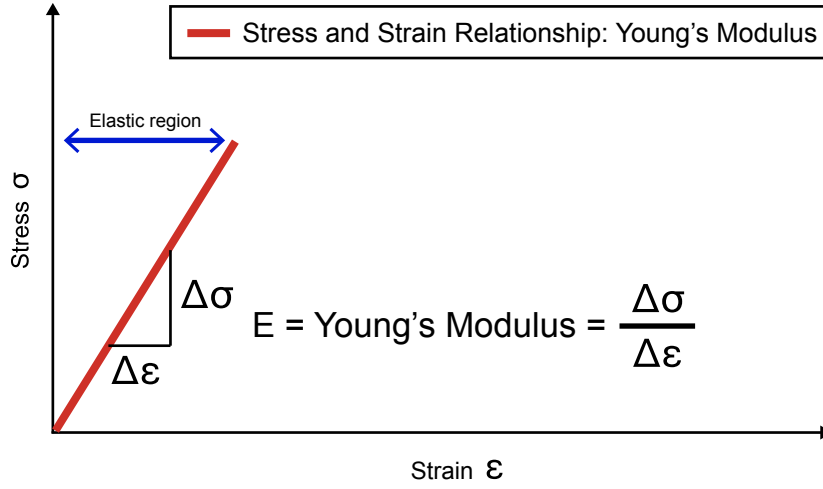 Stress and Strain Relationship: Young's Modulus
Elastic region
Stress σ
Δσ
Δε
E = Young's Modulus = Δσ
Δε
Strain ε